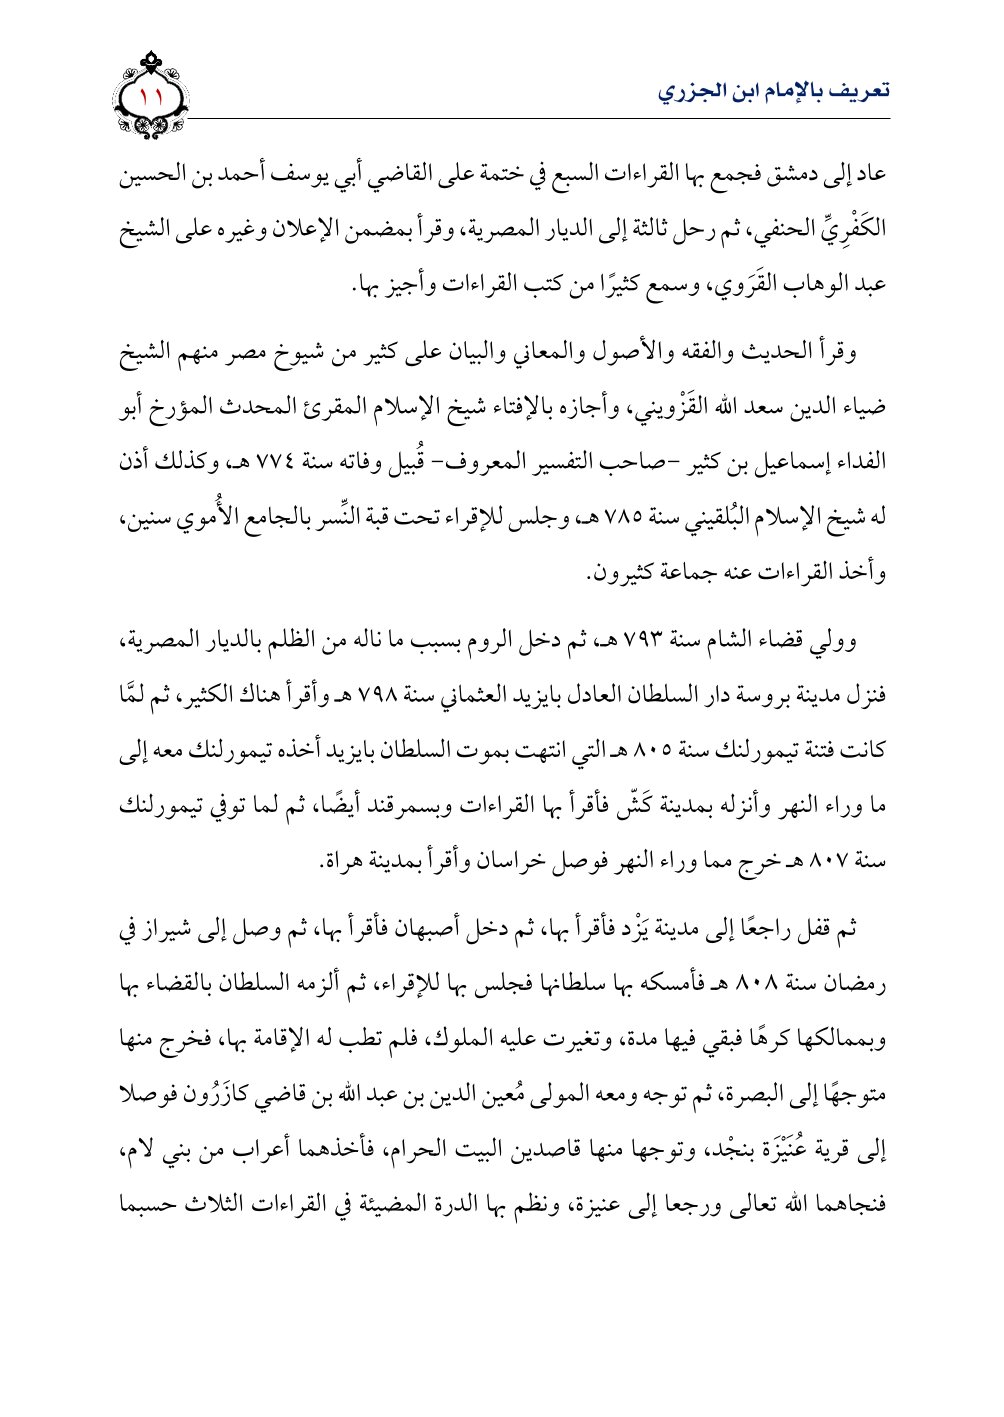 تعريف بالإمام ابن الجزري
١١
عاد إلى دمشق فجمع بها القراءات السبع في ختمة على القاضي أبي يوسف أحمد بن الحسين
الكَفْرِيِّ الحنفي، ثم رحل ثالثة إلى الديار المصرية، وقرأ بمضمن الإعلان وغيره على الشيخ
عبد الوهاب القَرَوي، وسمع كثيرًا من كتب القراءات وأجيز بها.
وقرأ الحديث والفقه والأصول والمعاني والبيان على كثير من شيوخ مصر منهم الشيخ
ضياء الدين سعد الله القَزْويني، وأجازه بالإفتاء شيخ الإسلام المقرئ المحدث المؤرخ أبو
الفداء إسماعيل بن كثير -صاحب التفسير المعروف- قُبيل وفاته سنة ٧٧٤ هـ، وكذلك أذن
له شيخ الإسلام البُلقيني سنة ٧٨٥ هـ، وجلس للإقراء تحت قبة النِّسر بالجامع الأُموي سنين،
وأخذ القراءات عنه جماعة كثيرون.
وولي قضاء الشام سنة ٧٩٣ هـ، ثم دخل الروم بسبب ما ناله من الظلم بالديار المصرية،
فنزل مدينة بروسة دار السلطان العادل بايزيد العثماني سنة ٧٩٨ هـ وأقرأ هناك الكثير، ثم لمَّا
كانت فتنة تيمورلنك سنة ٨٠٥ هـ التي انتهت بموت السلطان بايزيد أخذه تيمورلنك معه إلى
ما وراء النهر وأنزله بمدينة كَشّ فأقرأ بها القراءات وبسمرقند أيضًا، ثم لما توفي تيمورلنك
سنة ٨٠٧ هـ خرج مما وراء النهر فوصل خراسان وأقرأ بمدينة هراة.
ثم قفل راجعًا إلى مدينة يَزْد فأقرأ بها، ثم دخل أصبهان فأقرأ بها، ثم وصل إلى شيراز في
رمضان سنة ٨٠٨ هـ فأمسكه بها سلطانها فجلس بها للإقراء، ثم ألزمه السلطان بالقضاء بها
وبممالكها كرهًا فبقي فيها مدة، وتغيرت عليه الملوك، فلم تطب له الإقامة بها، فخرج منها
متوجهًا إلى البصرة، ثم توجه ومعه المولى مُعين الدين بن عبد الله بن قاضي كازَرُون فوصلا
إلى قرية عُنَيْزَة بنجْد، وتوجها منها قاصدين البيت الحرام، فأخذهما أعراب من بني لام،
فنجاهما الله تعالى ورجعا إلى عنيزة، ونظم بها الدرة المضيئة في القراءات الثلاث حسبما